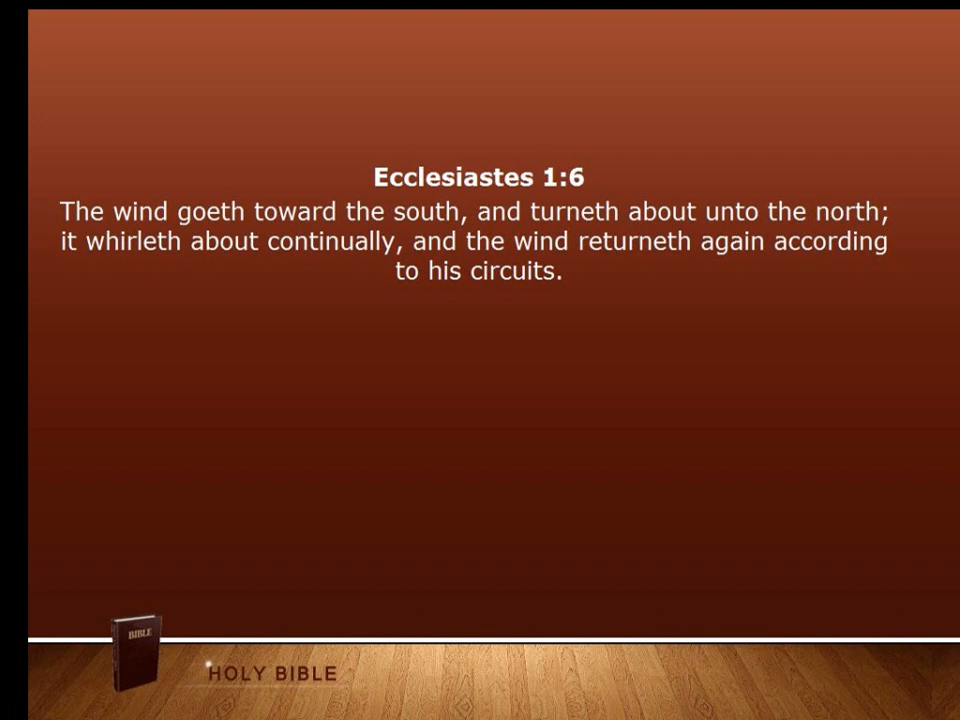 Ecclesiastes 1:6
The wind goeth toward the south, and turneth about unto the north;
it whirleth about continually, and the wind returneth again according
to his circuits.
BIBLE
HOLY BIBLE